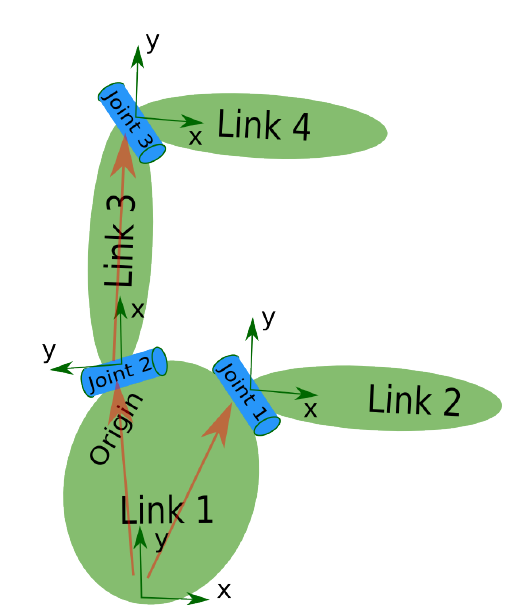 y
Joint 3
Link 4
x
Link 3
x
y
y
Joint 2
Joint 1
x
Link 2
Origin
Link 1
y
x